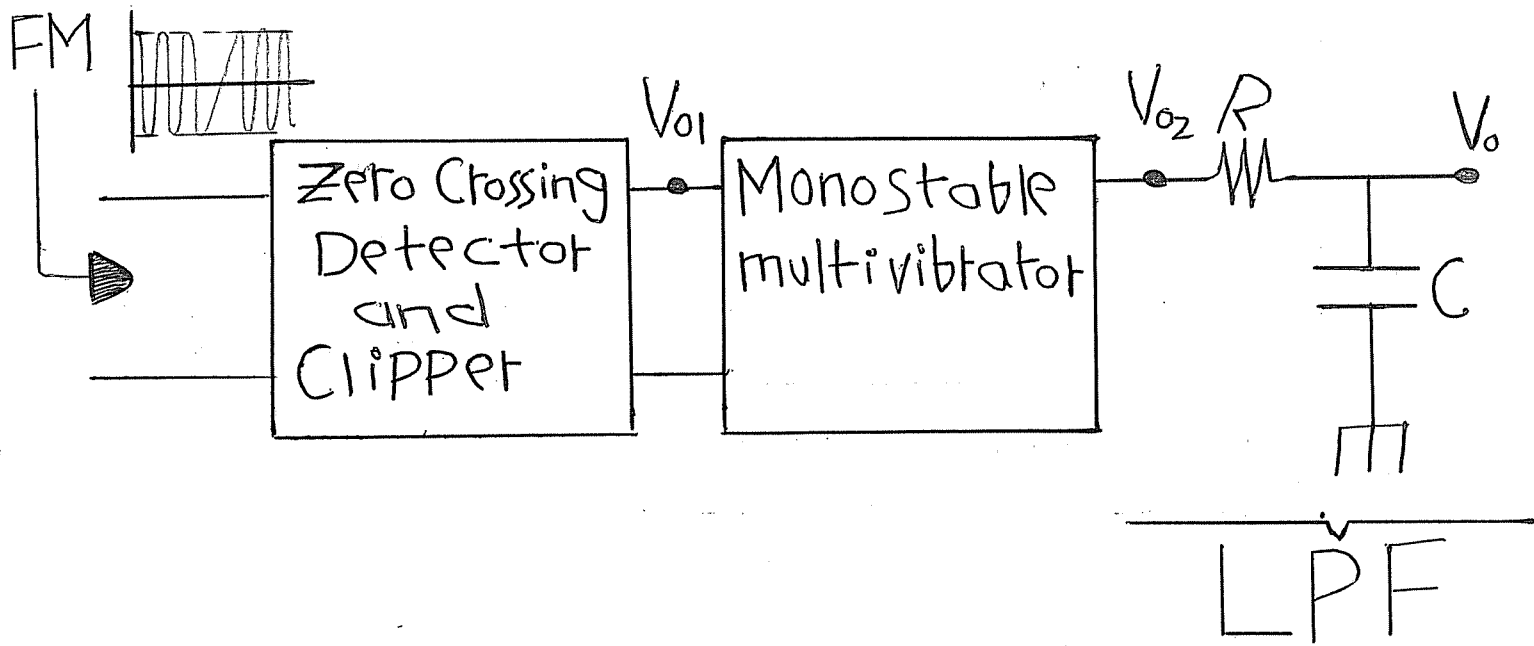 FM
Zero Crossing
Detector
and
Clipper
Vo1
Monostable
multivibrator
Vo2
R
Vo
C
LPF